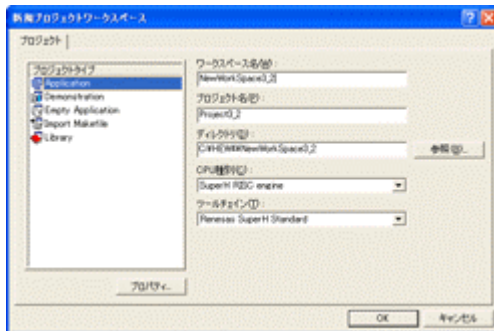 新規プロジェクトワークスペース
プロジェクト
プロジェクトタイプ
Application
Demonstration
Empty Application
Import Makefile
Library
プロパティ...
ワークスペース名(W):
NewWorkSpace3_2
プロジェクト名(P):
Project3_2
ディレクトリ(D):
C:¥HEW¥NewWorkSpace3_2
参照(B)...
CPU種別(C):
SuperH RISC engine
ツールチェイン(T):
Renesas SuperH Standard
OK
キャンセル